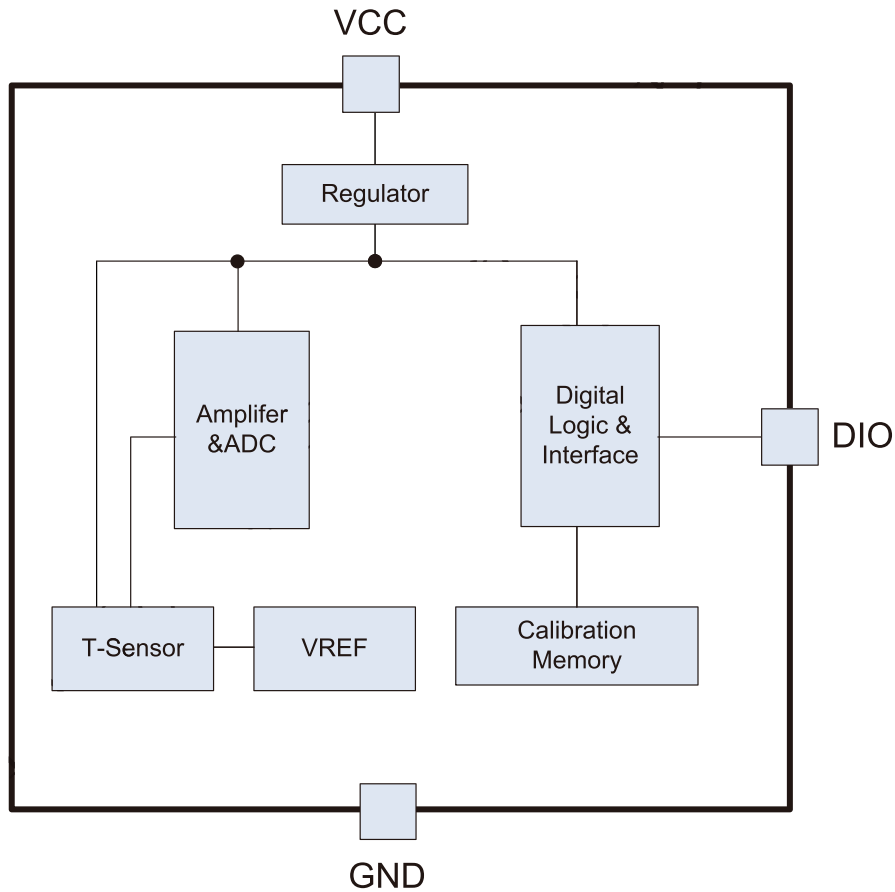 VCC
Regulator
Amplifer
&ADC
Digital
Logic &
Interface
DIO
T-Sensor
VREF
Calibration
Memory
GND